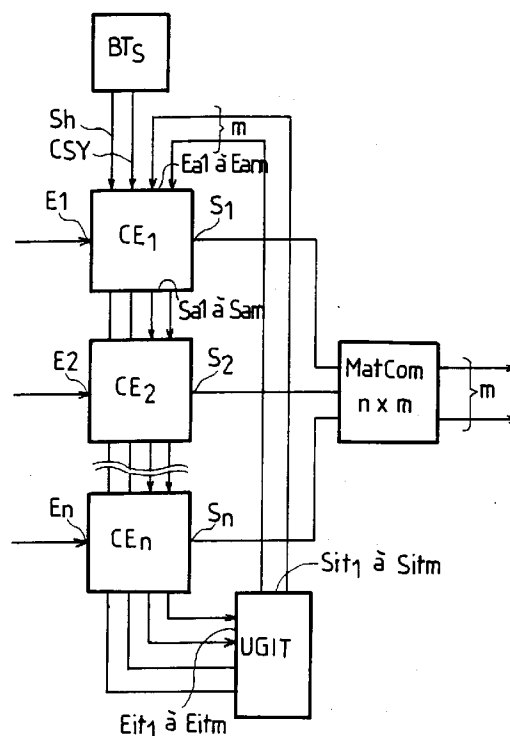 BTS
Sh
CSY
m
Ea1 à Eam
E1
CE1
S1
Sa1 à Sam
E2
CE2
S2
MatCom
n x m
m
En
CEn
Sn
Sit1 à Sitm
UGIT
Eit1 à Eitm